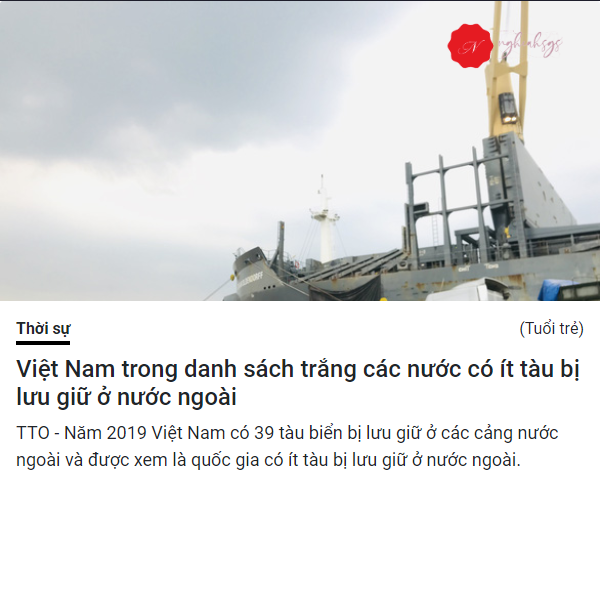 N
Thời sự
(Tuổi trẻ)
Việt Nam trong danh sách trắng các nước có ít tàu bị
lưu giữ ở nước ngoài
TTO - Năm 2019 Việt Nam có 39 tàu biển bị lưu giữ ở các cảng nước
ngoài và được xem là quốc gia có ít tàu bị lưu giữ ở nước ngoài.